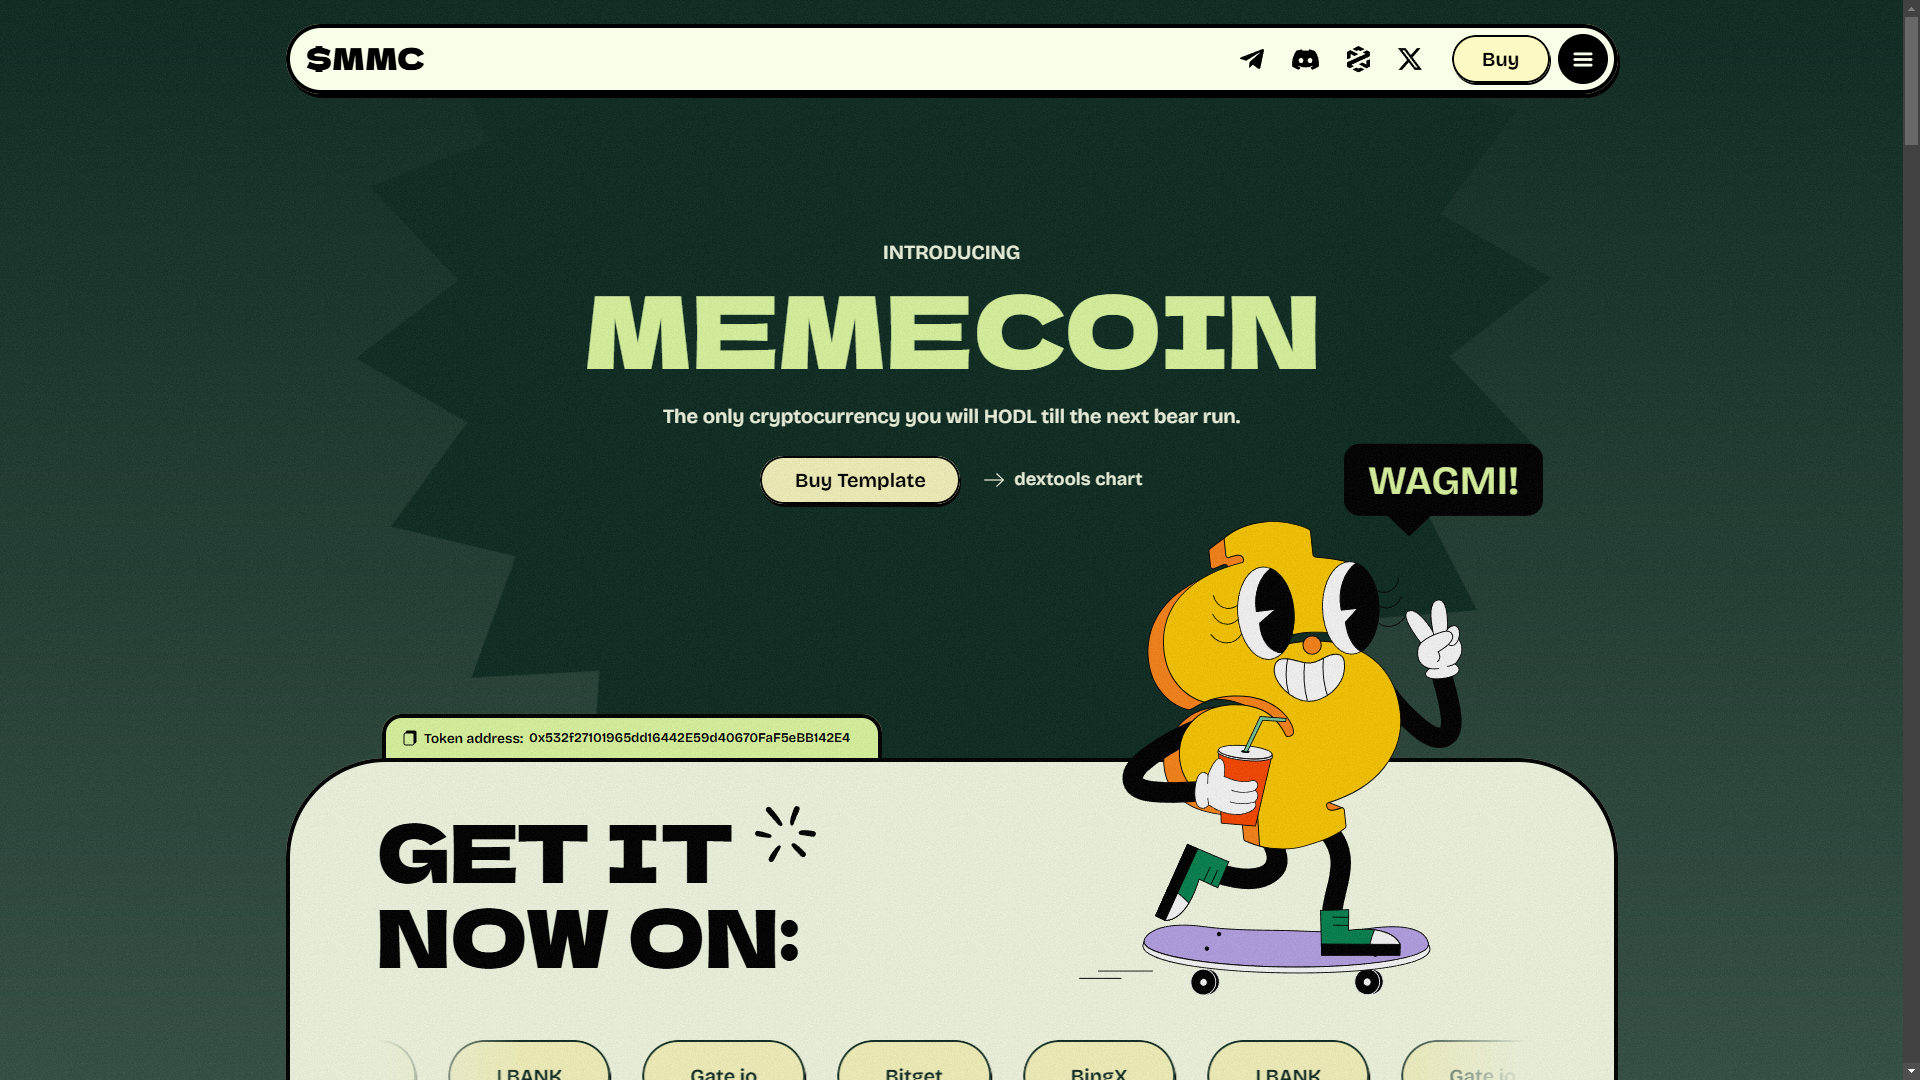 $MMC
Buy
INTRODUCING
MEMECOIN
The only cryptocurrency you will HODL till the next bear run.
Buy Template
dextools chart
WAGMI!
Token address: 0x532f27101965dd16442E59d40670FaF5eBB142E4
GET IT
NOW ON:
LBANK
Gate io
Bitget
BingX
LBANK
Gate io